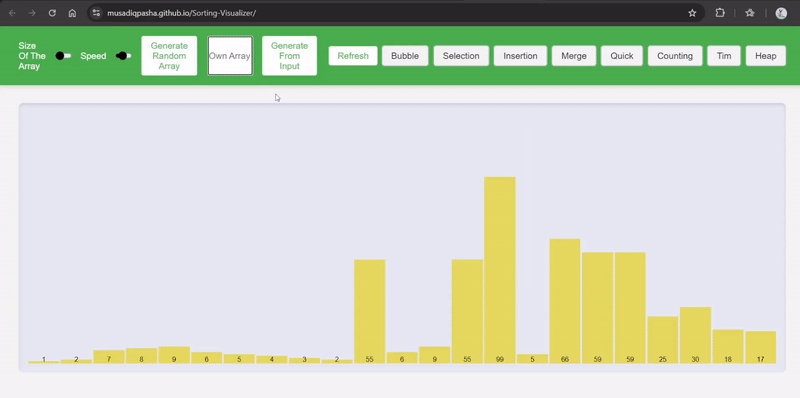 musadiqpasha.github.io/Sorting-Visualizer/
Size
Of The
Array
Speed
Generate
Random
Array
Own Array
Generate
From
Input
Refresh
Bubble
Selection
Insertion
Merge
Quick
Counting
Tim
Heap
1 2 7 8 9 6 5 4 3 2 55 6 9 55 99 5 66 59 59 25 30 18 17